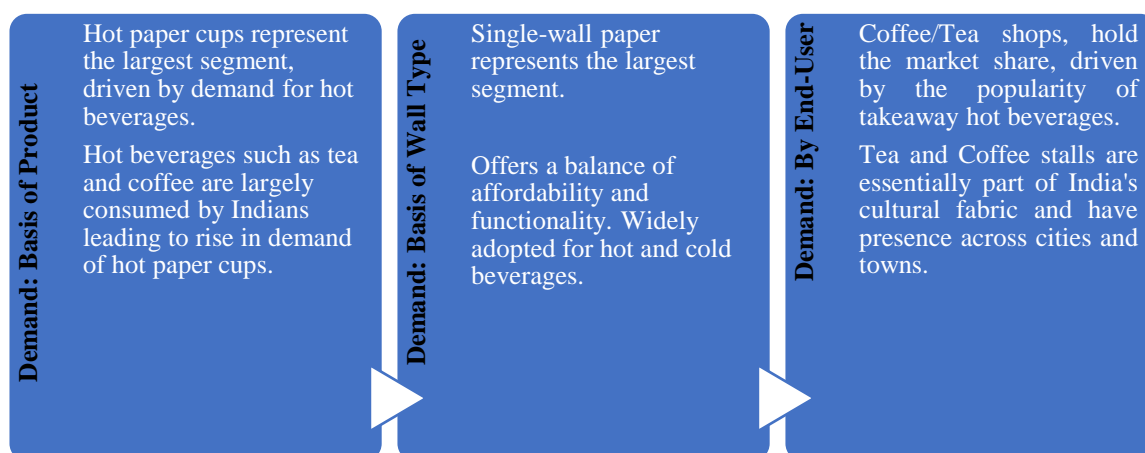 Demand: Basis of Product
Hot paper cups represent
the largest segment,
driven by demand for hot
beverages.
Hot beverages such as tea
and coffee are largely
consumed by Indians
leading to rise in demand
of hot paper cups.
Demand: Basis of Wall Type
Single-wall paper
represents the largest
segment.
Offers a balance of
affordability and
functionality. Widely
adopted for hot and cold
beverages.
Demand: By End-User
Coffee/Tea shops, hold
the market share, driven
by the popularity of
takeaway hot beverages.
Tea and Coffee stalls are
essentially part of India's
cultural fabric and have
presence across cities and
towns.